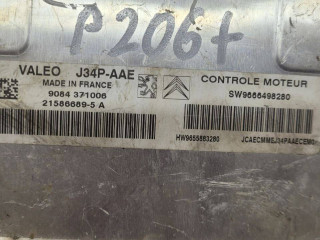 P206+
VALEO J34P-AAE
MADE IN FRANCE
9084 371006
21586689-5 A
CONTROLE MOTEUR
SW9666498280
HW9655883280
JCAECMMSJ34PAAECEM0